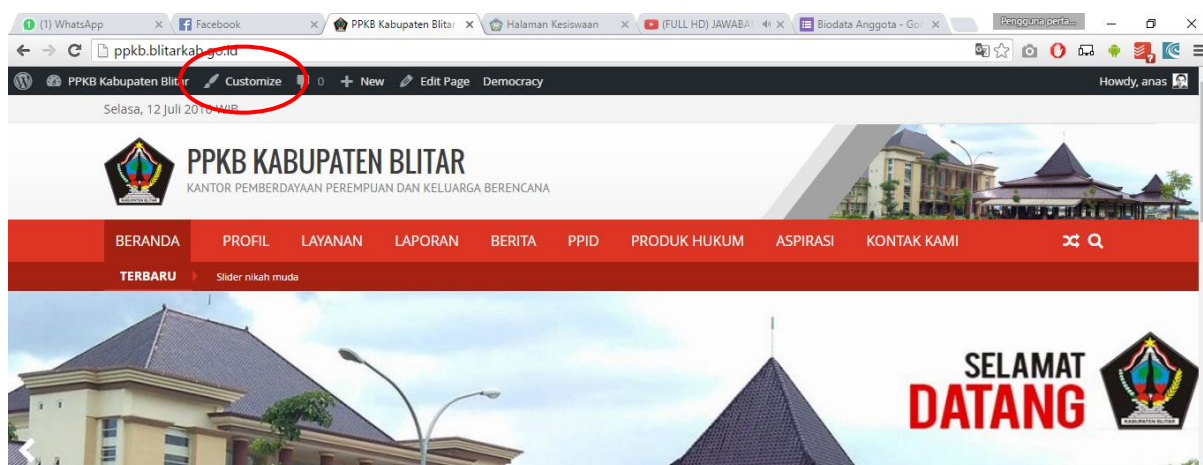 (1) WhatsApp
Facebook
PPKB Kabupaten Blitar
Halaman Kesiswaan
(FULL HD) JAWABA
Biodata Anggota - Go
Pengguna perta...
ppkb.blitarkab.go.id
PPKB Kabupaten Blitar
Customize
0
New
Edit Page
Democracy
Howdy, anas
Selasa, 12 Juli 2016 WIB
PPKB KABUPATEN BLITAR
KANTOR PEMBERDAYAAN PEREMPUAN DAN KELUARGA BERENCANA
BERANDA
PROFIL
LAYANAN
LAPORAN
BERITA
PPID
PRODUK HUKUM
ASPIRASI
KONTAK KAMI
TERBARU
Slider nikah muda
SELAMAT
DATANG
KABUPATEN BLITAR